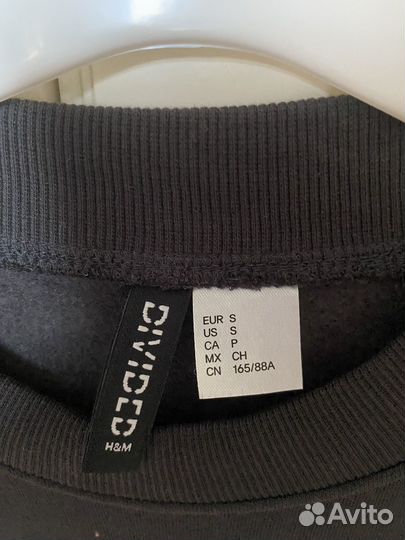 DIVIDED
H&M
EUR S
US S
CA P
MX CH
CN 165/88A
Avito